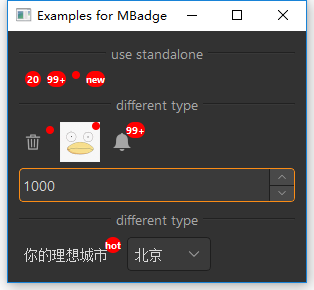 Examples for MBadge
use standalone
20 99+ new
different type
99+
1000
different type
你的理想城市 hot 北京